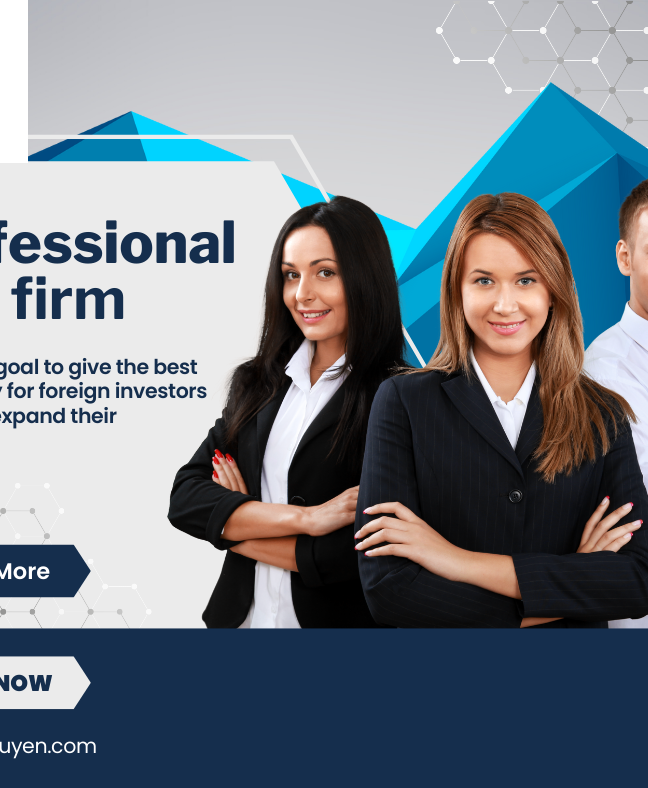 fessional
firm
goal to give the best
for foreign investors
expand their
More
NOW
uyen.com